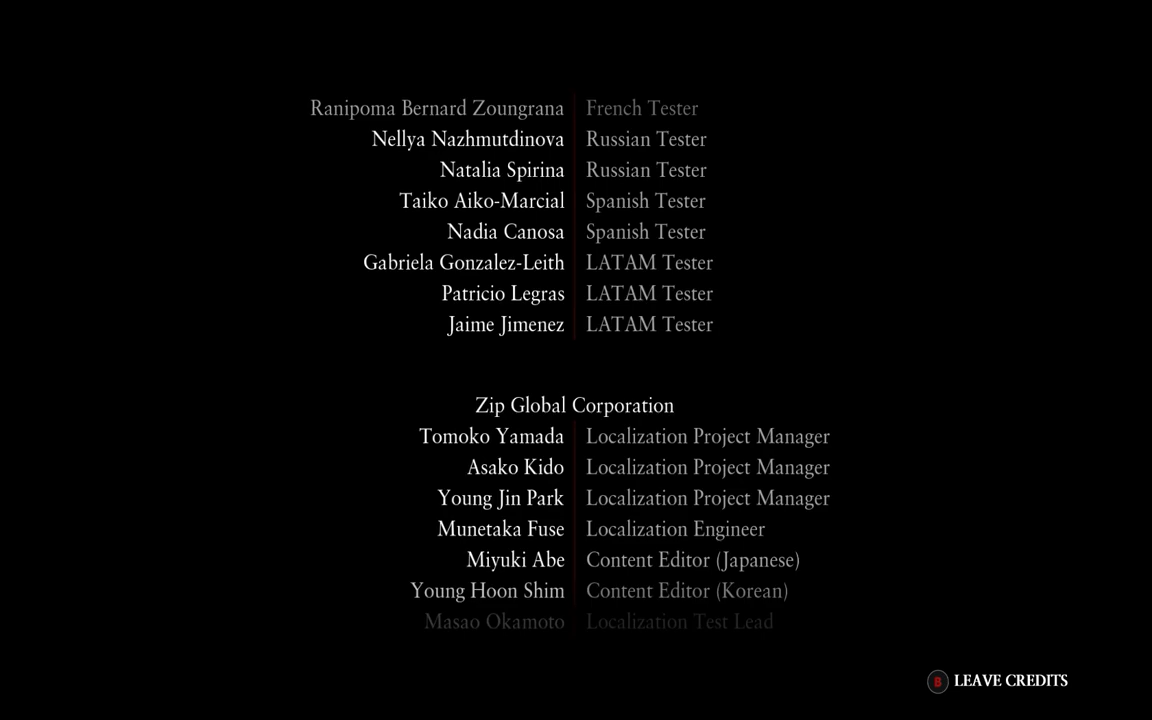 Ranipoma Bernard Zoungrana French Tester
Nellya Nazhmutdinova Russian Tester
Natalia Spirina Russian Tester
Taiko Aiko-Marcial Spanish Tester
Nadia Canosa Spanish Tester
Gabriela Gonzalez-Leith LATAM Tester
Patricio Legras LATAM Tester
Jaime Jimenez LATAM Tester
Zip Global Corporation
Tomoko Yamada Localization Project Manager
Asako Kido Localization Project Manager
Young Jin Park Localization Project Manager
Munetaka Fuse Localization Engineer
Miyuki Abe Content Editor (Japanese)
Young Hoon Shim Content Editor (Korean)
Masao Okamoto Localization Test Lead
B LEAVE CREDITS